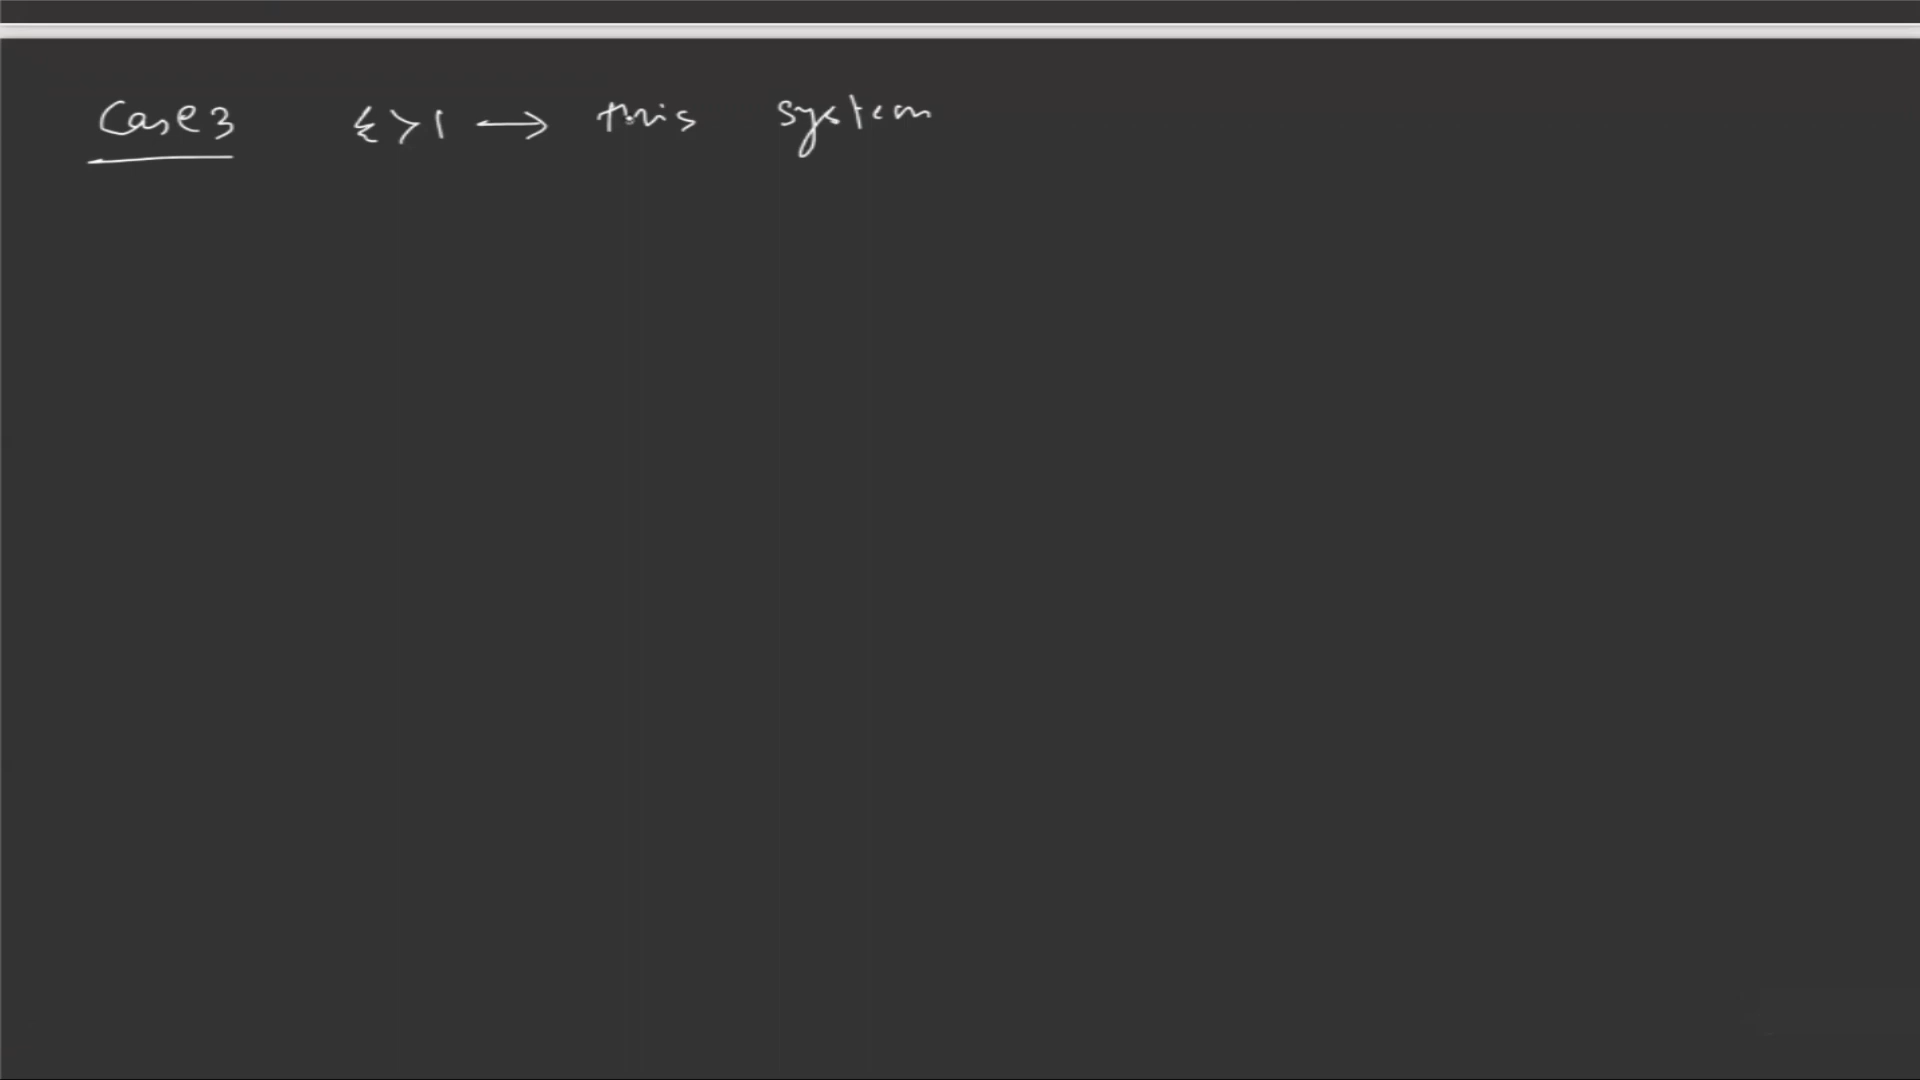 Case 3 ξ > 1 → this system